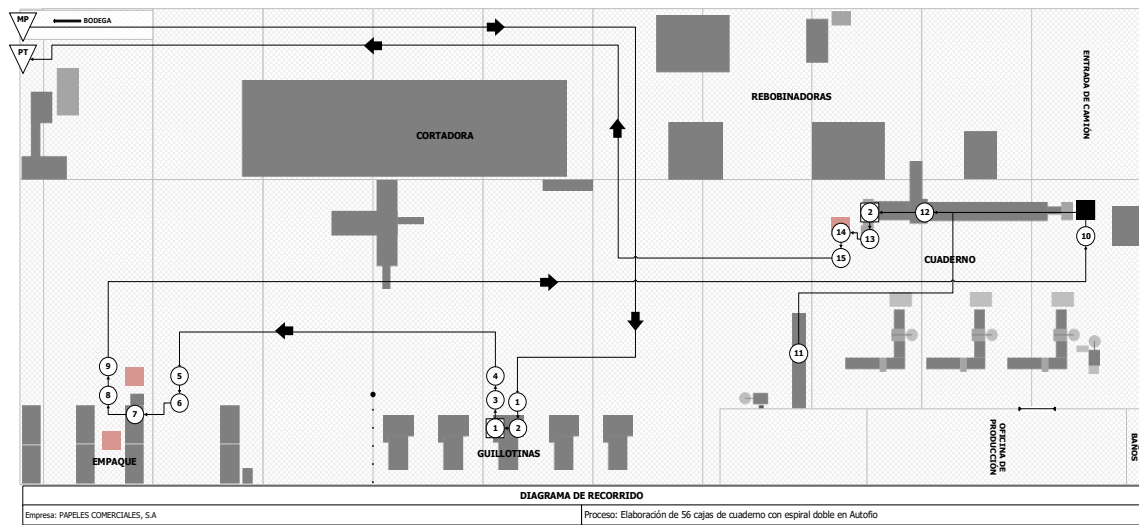 MP
BODEGA
PT
REBOBINADORAS
ENTRADA DE CAMIÓN
CORTADORA
2
12
14
13
10
15
CUADERNO
11
9
5
4
8
6
3
1
7
1
2
EMPAQUE
GUILLOTINAS
OFICINA DE
PRODUCCIÓN
BAÑOS
DIAGRAMA DE RECORRIDO
Empresa: PAPELES COMERCIALES, S.A
Proceso: Elaboración de 56 cajas de cuaderno con espiral doble en Autofio